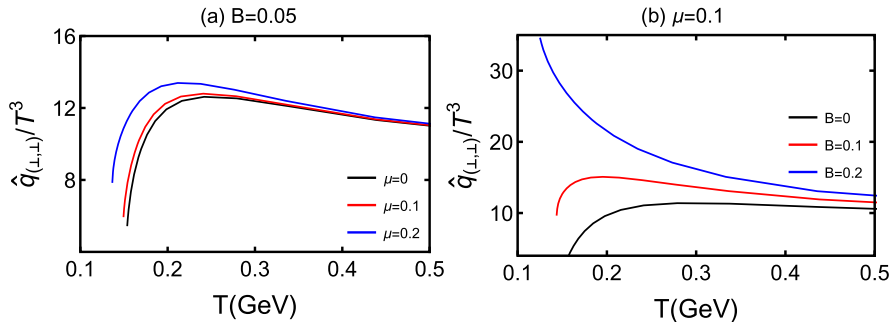 (a) B=0.05
16
12
8
q̂(⊥,⊥)/T³
μ=0
μ=0.1
μ=0.2
0.1 0.2 0.3 0.4 0.5
T(GeV)
(b) μ=0.1
30
20
10
q̂(⊥,⊥)/T³
B=0
B=0.1
B=0.2
0.1 0.2 0.3 0.4 0.5
T(GeV)